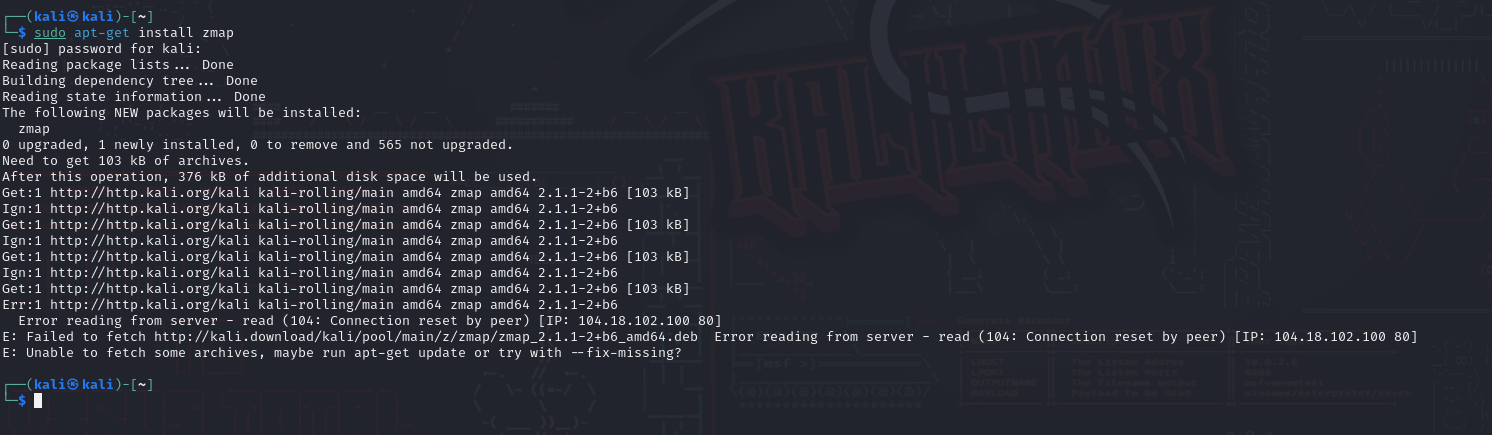 ┌──(kali㉿kali)-[~]
└─$ sudo apt-get install zmap
[sudo] password for kali:
Reading package lists... Done
Building dependency tree... Done
Reading state information... Done
The following NEW packages will be installed:
  zmap
0 upgraded, 1 newly installed, 0 to remove and 565 not upgraded.
Need to get 103 kB of archives.
After this operation, 376 kB of additional disk space will be used.
Get:1 http://http.kali.org/kali kali-rolling/main amd64 zmap amd64 2.1.1-2+b6 [103 kB]
Ign:1 http://http.kali.org/kali kali-rolling/main amd64 zmap amd64 2.1.1-2+b6
Get:1 http://http.kali.org/kali kali-rolling/main amd64 zmap amd64 2.1.1-2+b6 [103 kB]
Ign:1 http://http.kali.org/kali kali-rolling/main amd64 zmap amd64 2.1.1-2+b6
Get:1 http://http.kali.org/kali kali-rolling/main amd64 zmap amd64 2.1.1-2+b6 [103 kB]
Ign:1 http://http.kali.org/kali kali-rolling/main amd64 zmap amd64 2.1.1-2+b6
Get:1 http://http.kali.org/kali kali-rolling/main amd64 zmap amd64 2.1.1-2+b6 [103 kB]
Err:1 http://http.kali.org/kali kali-rolling/main amd64 zmap amd64 2.1.1-2+b6
  Error reading from server - read (104: Connection reset by peer) [IP: 104.18.102.100 80]
E: Failed to fetch http://kali.download/kali/pool/main/z/zmap/zmap_2.1.1-2+b6_amd64.deb  Error reading from server - read (104: Connection reset by peer) [IP: 104.18.102.100 80]
E: Unable to fetch some archives, maybe run apt-get update or try with --fix-missing?
┌──(kali㉿kali)-[~]
└─$
KALI LINUX